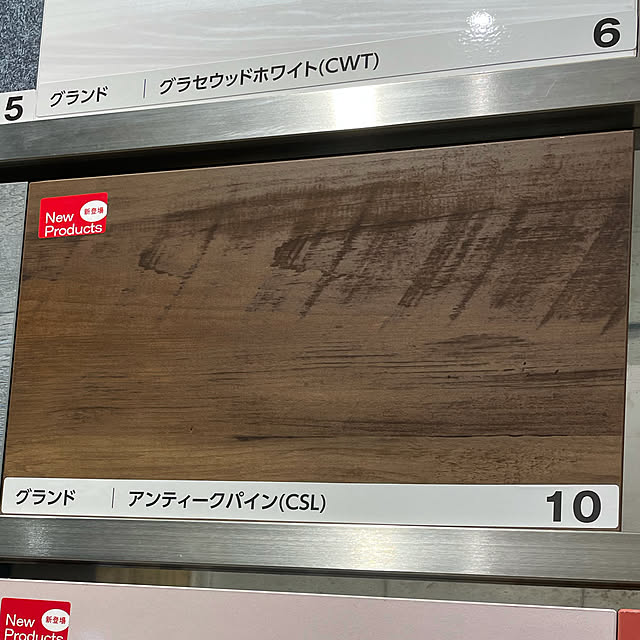 6
グランド | グラセウッドホワイト(CWT)
5
New
Products
新登場
グランド | アンティークパイン(CSL)
10
New
Products
新登場